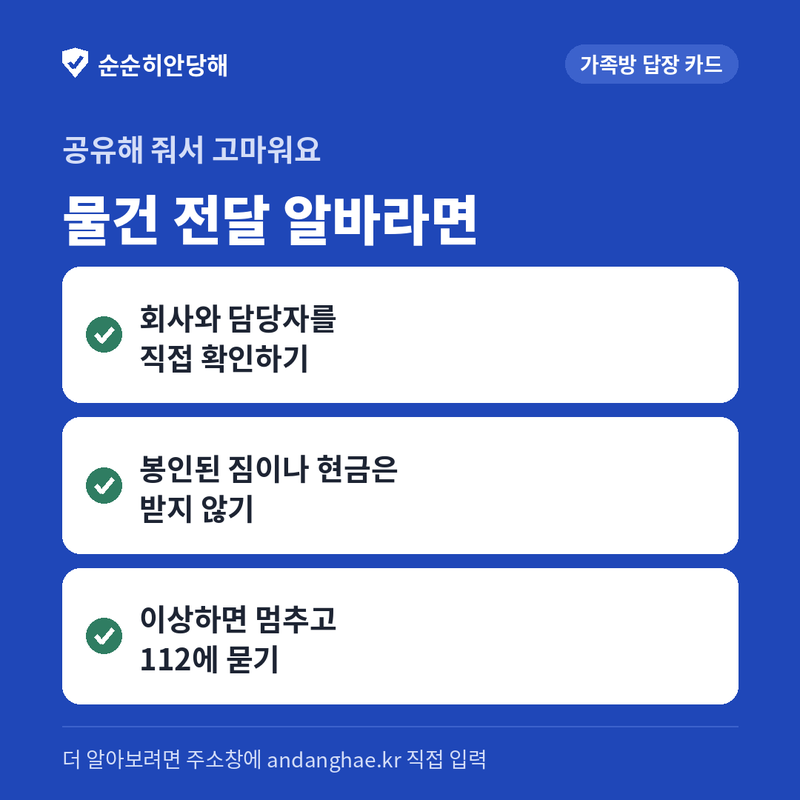 순순히안당해
가족방 답장 카드
공유해 줘서 고마워요
물건 전달 알바라면
회사와 담당자를
직접 확인하기
봉인된 짐이나 현금은
받지 않기
이상하면 멈추고
112에 묻기
더 알아보려면 주소창에 andanghae.kr 직접 입력